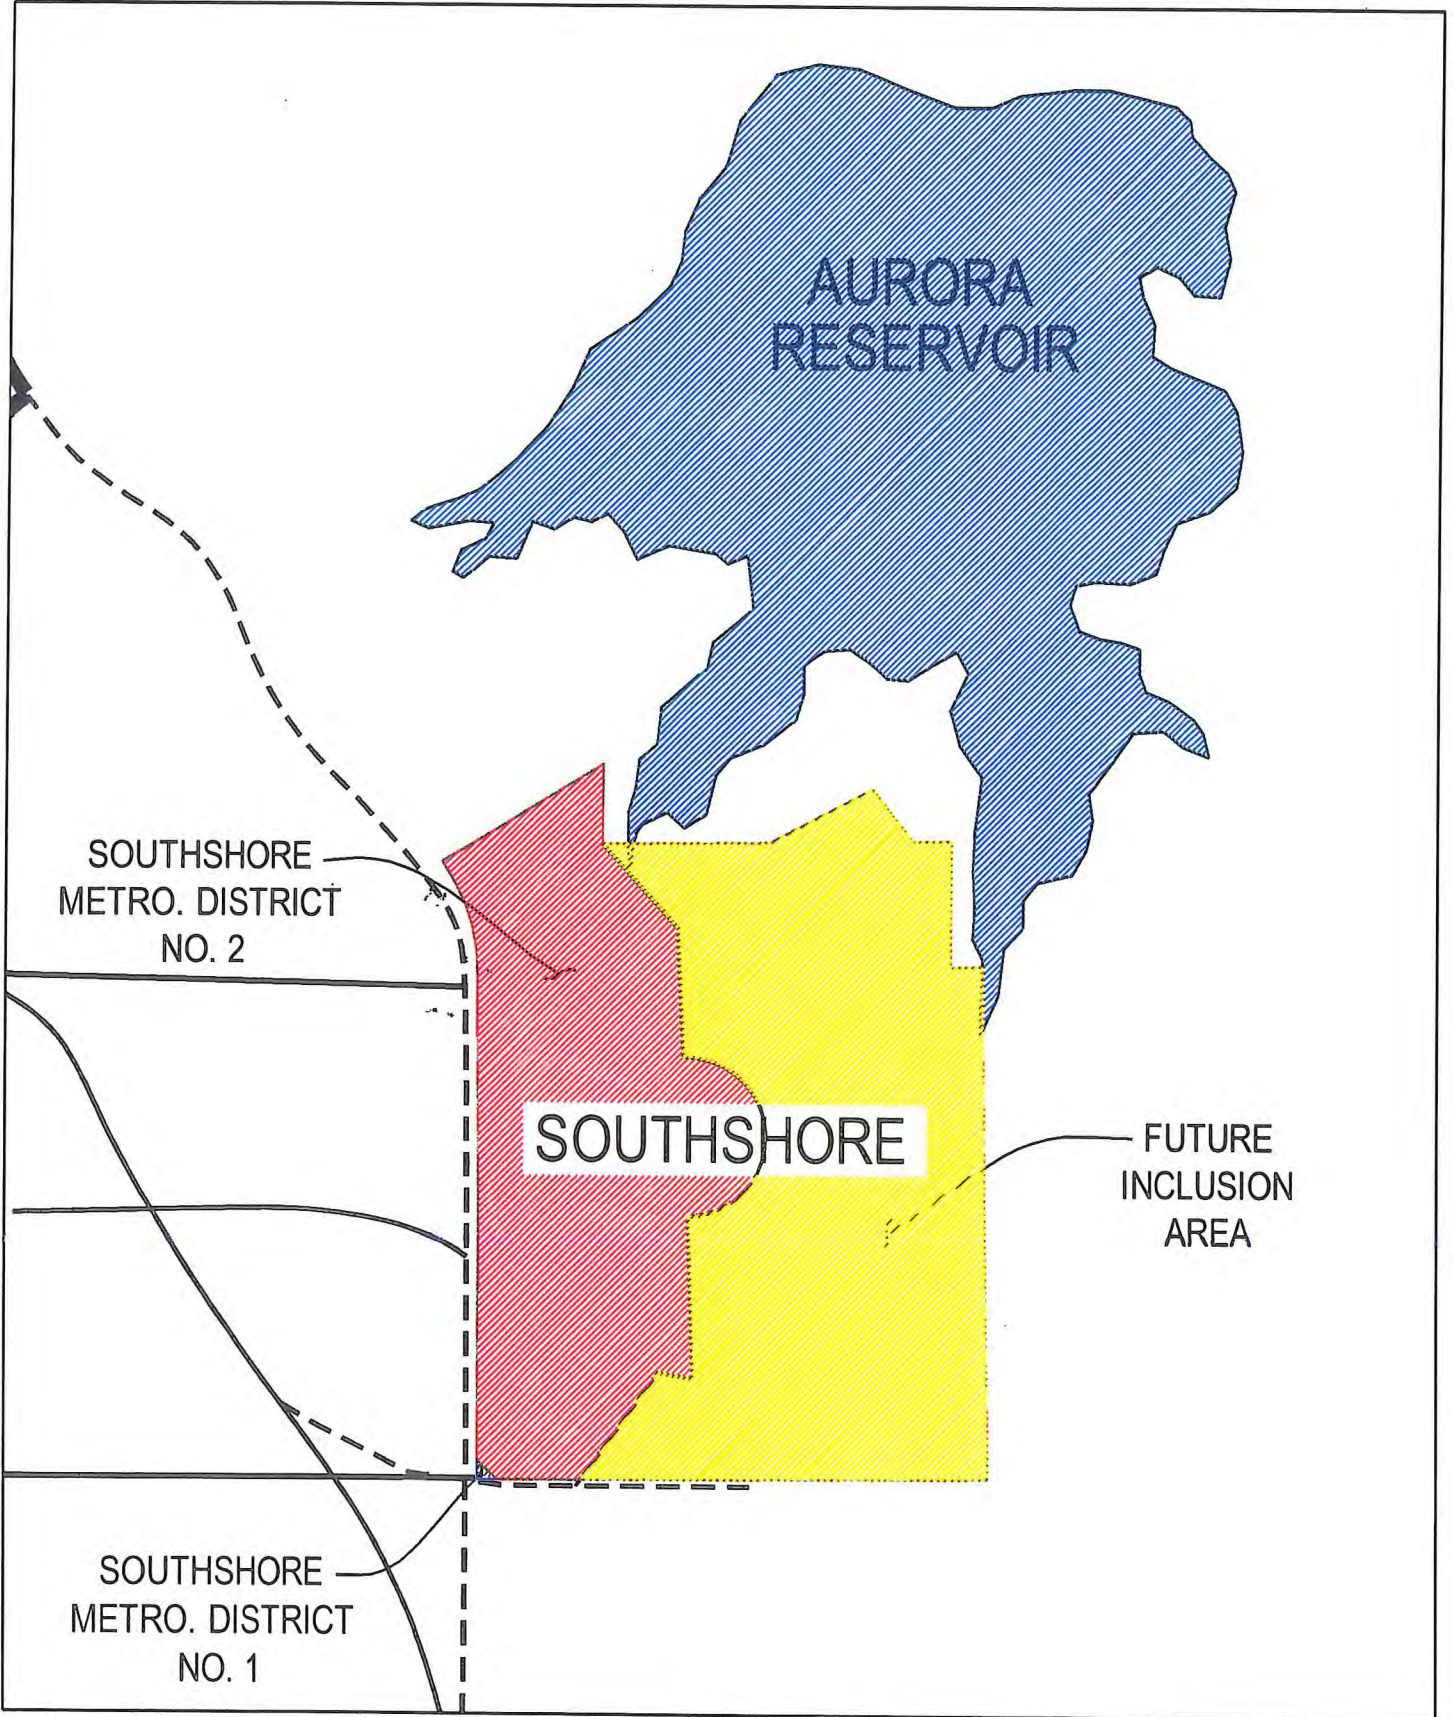 AURORA
RESERVOIR
SOUTHSHORE
METRO. DISTRICT
NO. 2
SOUTHSHORE
FUTURE
INCLUSION
AREA
SOUTHSHORE
METRO. DISTRICT
NO. 1